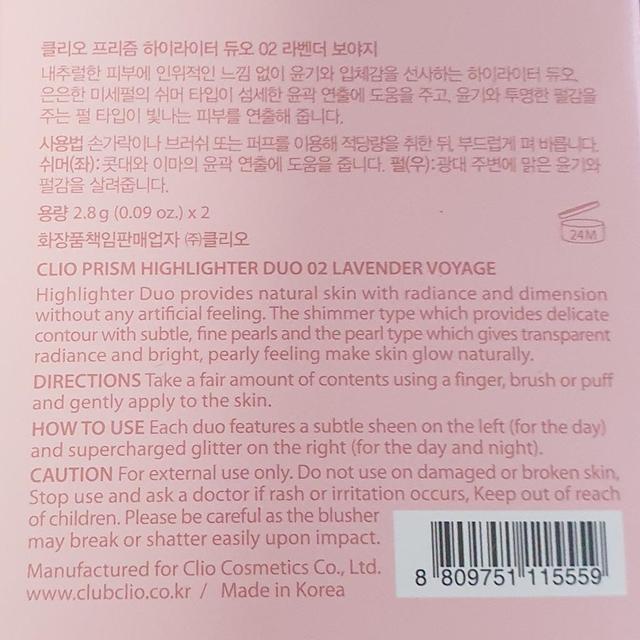 클리오 프리즘 하이라이터 듀오 02 라벤더 보야지
내추럴한 피부에 인위적인 느낌 없이 윤기와 입체감을 선사하는 하이라이터 듀오.
은은한 미세펄의 쉬머 타입이 섬세한 윤곽 연출에 도움을 주고, 윤기와 투명한 펄감을
주는 펄 타입이 빛나는 피부를 연출해 줍니다.
사용법 손가락이나 브러쉬 또는 퍼프를 이용해 적당량을 취한 뒤, 부드럽게 펴 바릅니다.
쉬머(좌): 콧대와 이마의 윤곽 연출에 도움을 줍니다. 펄(우): 광대 주변에 맑은 윤기와
펄감을 살려줍니다.
용량 2.8 g (0.09 oz.) x 2
화장품책임판매업자 ㈜클리오
24M
CLIO PRISM HIGHLIGHTER DUO 02 LAVENDER VOYAGE
Highlighter Duo provides natural skin with radiance and dimension
without any artificial feeling. The shimmer type which provides delicate
contour with subtle, fine pearls and the pearl type which gives transparent
radiance and bright, pearly feeling make skin glow naturally.
DIRECTIONS Take a fair amount of contents using a finger, brush or puff
and gently apply to the skin.
HOW TO USE Each duo features a subtle sheen on the left (for the day)
and supercharged glitter on the right (for the day and night).
CAUTION For external use only. Do not use on damaged or broken skin,
Stop use and ask a doctor if rash or irritation occurs, Keep out of reach
of children. Please be careful as the blusher
may break or shatter easily upon impact.
Manufactured for Clio Cosmetics Co., Ltd.
www.clubclio.co.kr / Made in Korea
8 809751 115559